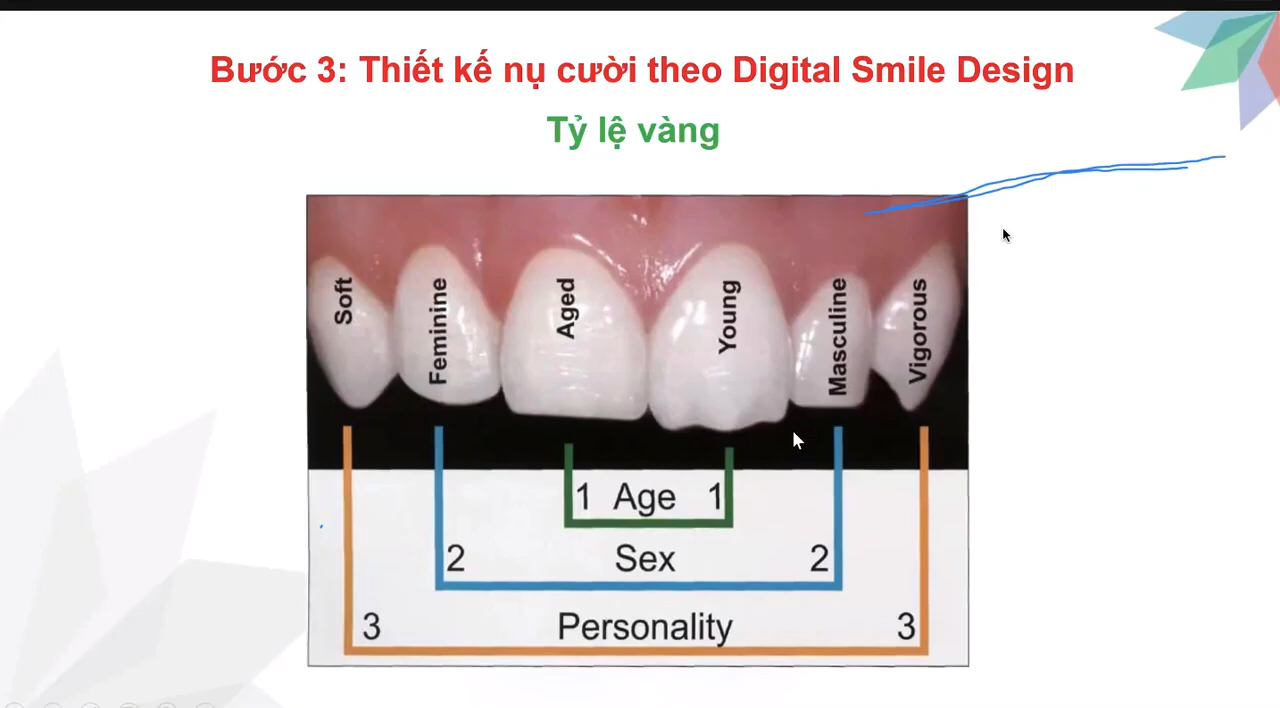 Bước 3: Thiết kế nụ cười theo Digital Smile Design
Tỷ lệ vàng
Soft
Feminine
Aged
Young
Masculine
Vigorous
1 Age 1
2 Sex 2
3 Personality 3